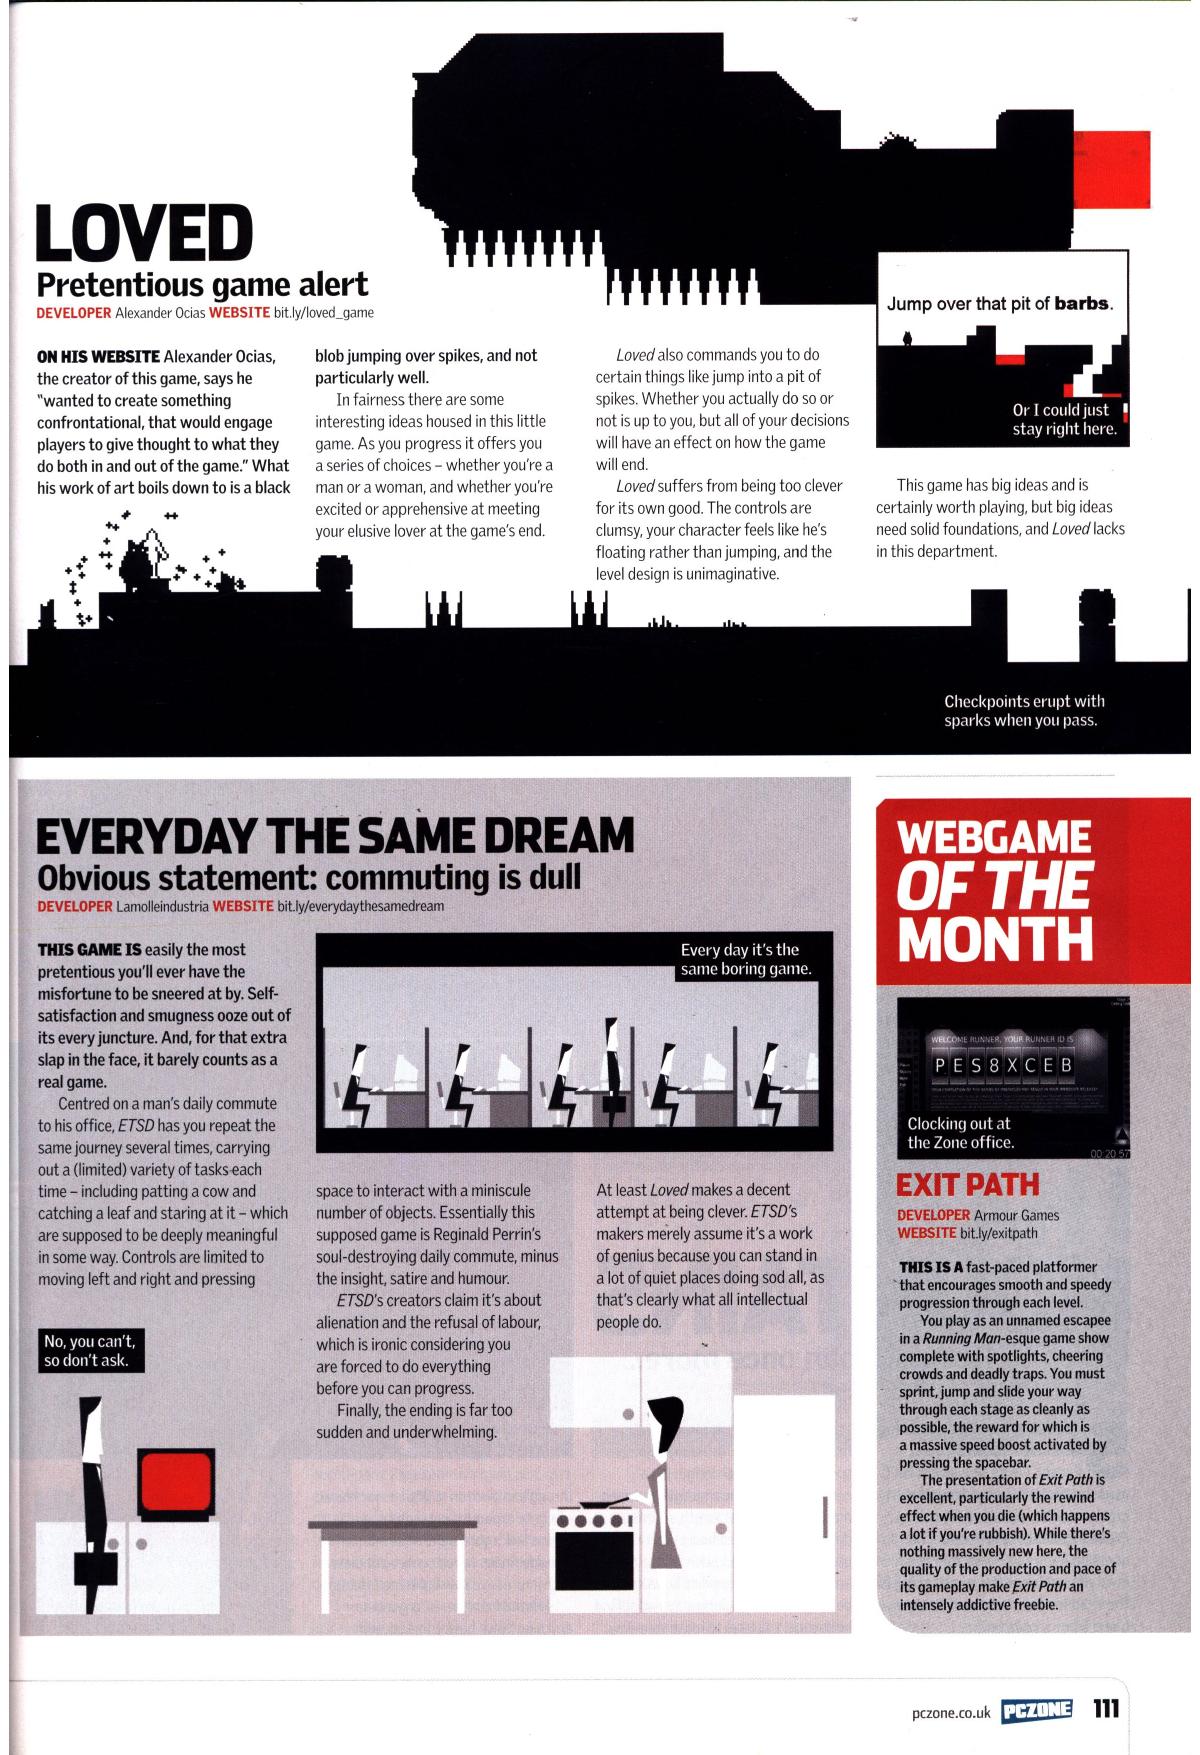 LOVED
Pretentious game alert
DEVELOPER Alexander Ocias WEBSITE bit.ly/loved_game
ON HIS WEBSITE Alexander Ocias,
the creator of this game, says he
"wanted to create something
confrontational, that would engage
players to give thought to what they
do both in and out of the game." What
his work of art boils down to is a black
blob jumping over spikes, and not
particularly well.
In fairness there are some
interesting ideas housed in this little
game. As you progress it offers you
a series of choices – whether you're a
man or a woman, and whether you're
excited or apprehensive at meeting
your elusive lover at the game's end.
Loved also commands you to do
certain things like jump into a pit of
spikes. Whether you actually do so or
not is up to you, but all of your decisions
will have an effect on how the game
will end.
Loved suffers from being too clever
for its own good. The controls are
clumsy, your character feels like he's
floating rather than jumping, and the
level design is unimaginative.
Jump over that pit of barbs.
Or I could just
stay right here.
This game has big ideas and is
certainly worth playing, but big ideas
need solid foundations, and Loved lacks
in this department.
Checkpoints erupt with
sparks when you pass.
EVERYDAY THE SAME DREAM
Obvious statement: commuting is dull
DEVELOPER Lamolleindustria WEBSITE bit.ly/everydaythesamedream
THIS GAME IS easily the most
pretentious you'll ever have the
misfortune to be sneered at by. Self-
satisfaction and smugness ooze out of
its every juncture. And, for that extra
slap in the face, it barely counts as a
real game.
Centred on a man's daily commute
to his office, ETSD has you repeat the
same journey several times, carrying
out a (limited) variety of tasks each
time – including patting a cow and
catching a leaf and staring at it – which
are supposed to be deeply meaningful
in some way. Controls are limited to
moving left and right and pressing
Every day it's the
same boring game.
space to interact with a miniscule
number of objects. Essentially this
supposed game is Reginald Perrin's
soul-destroying daily commute, minus
the insight, satire and humour.
ETSD's creators claim it's about
alienation and the refusal of labour,
which is ironic considering you
are forced to do everything
before you can progress.
Finally, the ending is far too
sudden and underwhelming.
At least Loved makes a decent
attempt at being clever. ETSD's
makers merely assume it's a work
of genius because you can stand in
a lot of quiet places doing sod all, as
that's clearly what all intellectual
people do.
No, you can't,
so don't ask.
WEBGAME
OF THE
MONTH
WELCOME RUNNER, YOUR RUNNER ID IS
PES8XCEB
Clocking out at
the Zone office.
00:20:57
EXIT PATH
DEVELOPER Armour Games
WEBSITE bit.ly/exitpath
THIS IS A fast-paced platformer
that encourages smooth and speedy
progression through each level.
You play as an unnamed escapee
in a Running Man-esque game show
complete with spotlights, cheering
crowds and deadly traps. You must
sprint, jump and slide your way
through each stage as cleanly as
possible, the reward for which is
a massive speed boost activated by
pressing the spacebar.
The presentation of Exit Path is
excellent, particularly the rewind
effect when you die (which happens
a lot if you're rubbish). While there's
nothing massively new here, the
quality of the production and pace of
its gameplay make Exit Path an
intensely addictive freebie.
pczone.co.uk PCZONE 111